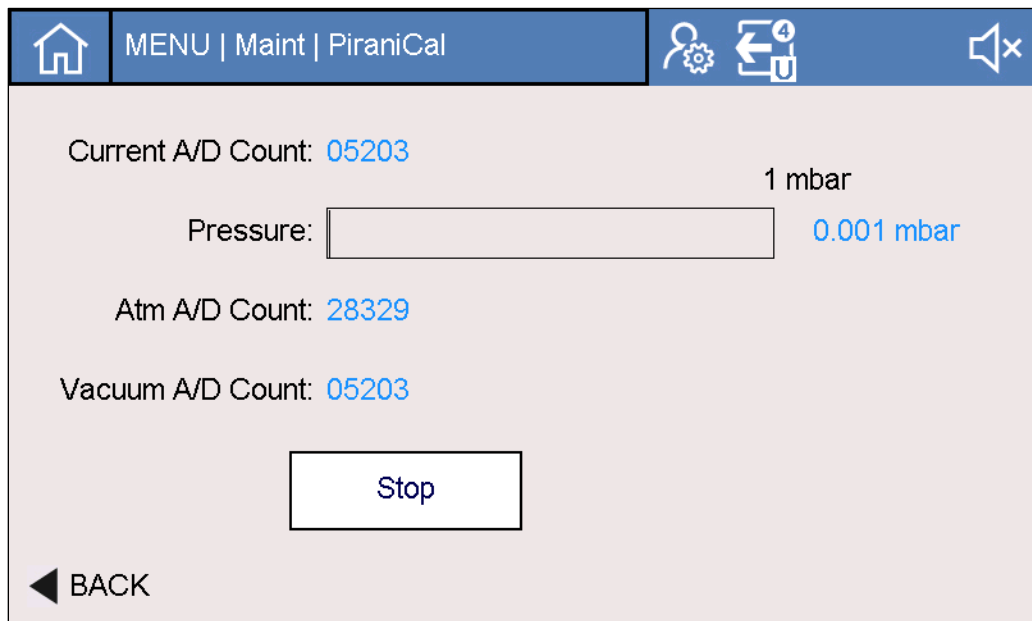 MENU | Maint | PiraniCal
4
U
Current A/D Count: 05203
1 mbar
Pressure: 0.001 mbar
Atm A/D Count: 28329
Vacuum A/D Count: 05203
Stop
BACK